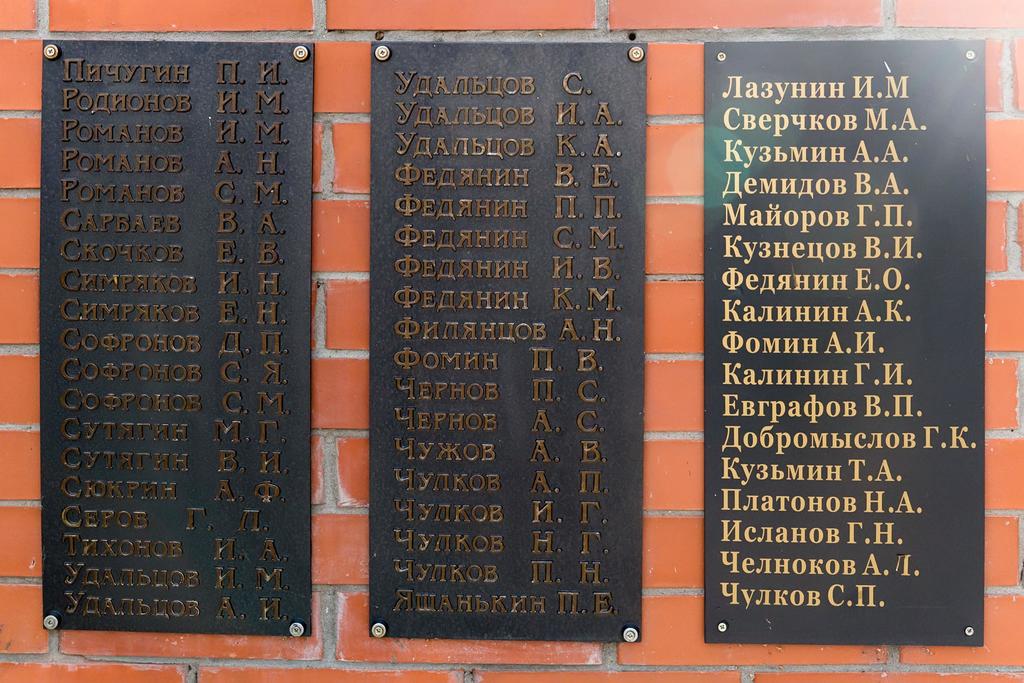 Пичугин П. И.
Родионов И. М.
Романов И. М.
Романов А. Н.
Романов С. М.
Сарбаев В. А.
Скочков Е. В.
Симряков И. Н.
Симряков Е. Н.
Софронов Д. П.
Софронов С. Я.
Софронов С. М.
Сутягин М. Г.
Сутягин В. И.
Сюкрин А. Ф.
Серов Г. Д.
Тихонов И. А.
Удальцов И. М.
Удальцов А. И.
Удальцов С.
Удальцов И. А.
Удальцов К. А.
Федянин В. Е.
Федянин П. П.
Федянин С. М.
Федянин И. В.
Федянин К. М.
Филянцов А. Н.
Фомин П. В.
Чернов П. С.
Чернов А. С.
Чужов А. В.
Чулков А. П.
Чулков И. Г.
Чулков Н. Г.
Чулков П. Н.
Яшанькин П. Е.
Лазунин И.М
Сверчков М.А.
Кузьмин А.А.
Демидов В.А.
Майоров Г.П.
Кузнецов В.И.
Федянин Е.О.
Калинин А.К.
Фомин А.И.
Калинин Г.И.
Евграфов В.П.
Добромыслов Г.К.
Кузьмин Т.А.
Платонов Н.А.
Исланов Г.Н.
Челноков А.Л.
Чулков С.П.